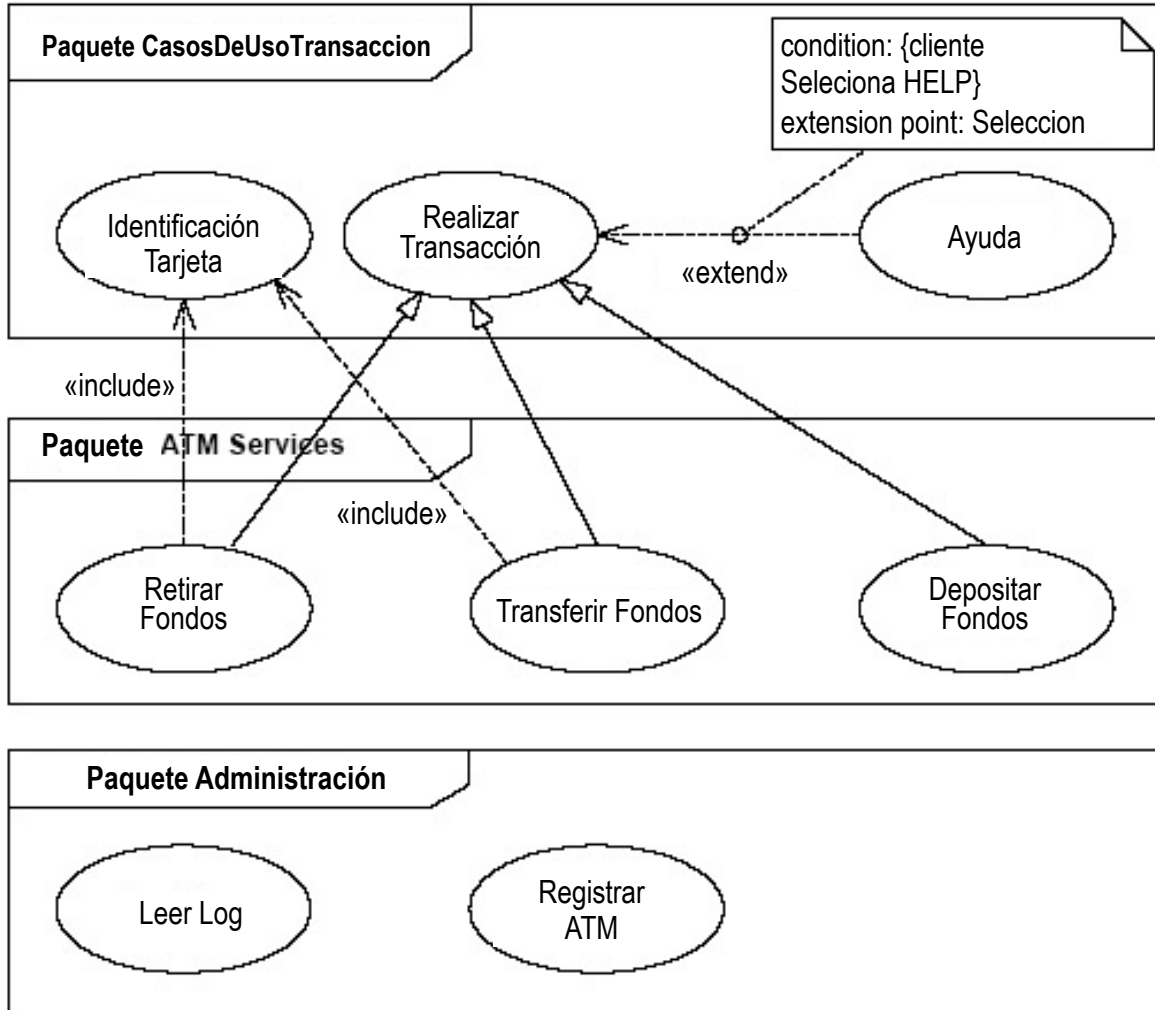 Paquete CasosDeUsoTransaccion
condition: {cliente
Seleciona HELP}
extension point: Seleccion
Identificación
Tarjeta
Realizar
Transacción
Ayuda
«extend»
«include»
Paquete ATM Services
«include»
Retirar
Fondos
Transferir Fondos
Depositar
Fondos
Paquete Administración
Leer Log
Registrar
ATM